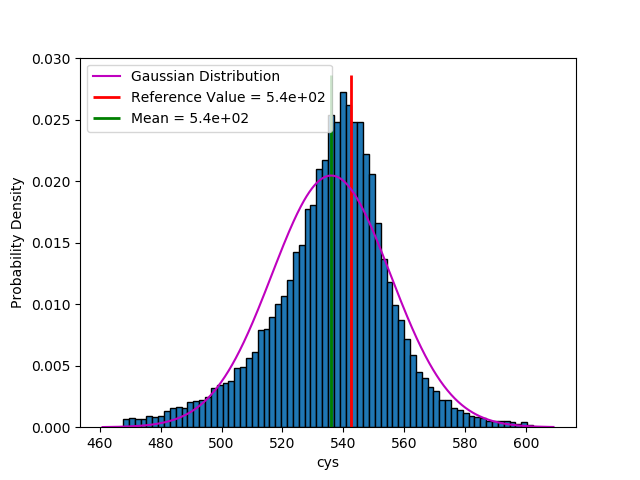 Gaussian Distribution
Reference Value = 5.4e+02
Mean = 5.4e+02
0.030
0.025
0.020
0.015
0.010
0.005
0.000
Probability Density
460 480 500 520 540 560 580 600
cys